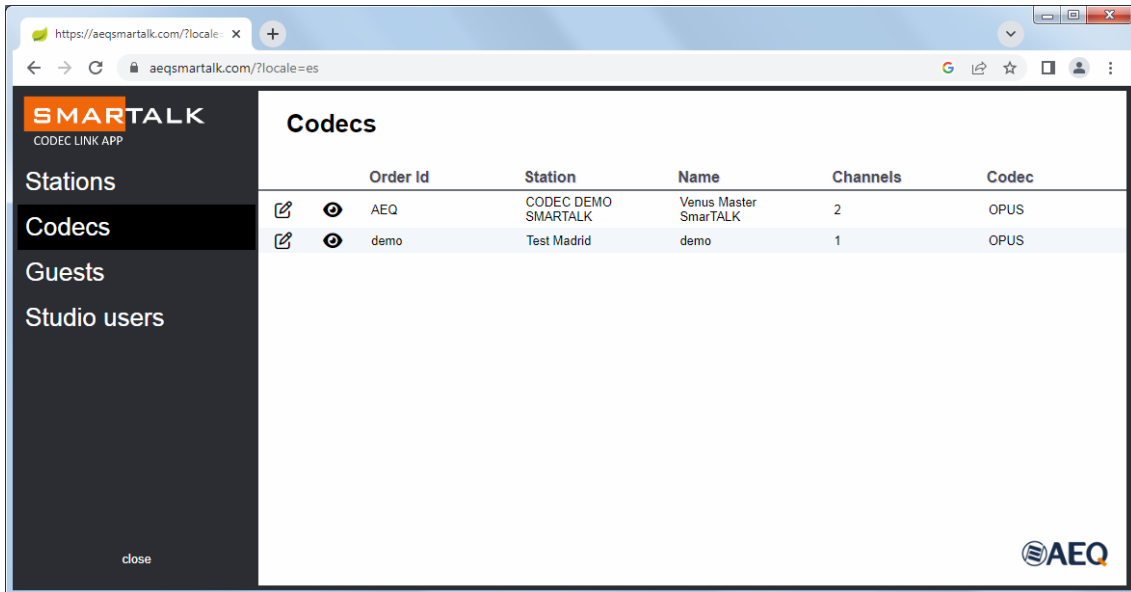 https://aeqsmartalk.com/?locale=
aeqsmartalk.com/?locale=es
SMARTALK
CODEC LINK APP
Stations
Codecs
Guests
Studio users
close
Codecs
Order Id Station Name Channels Codec
AEQ CODEC DEMO SMARTALK Venus Master SmarTALK 2 OPUS
demo Test Madrid demo 1 OPUS
AEQ